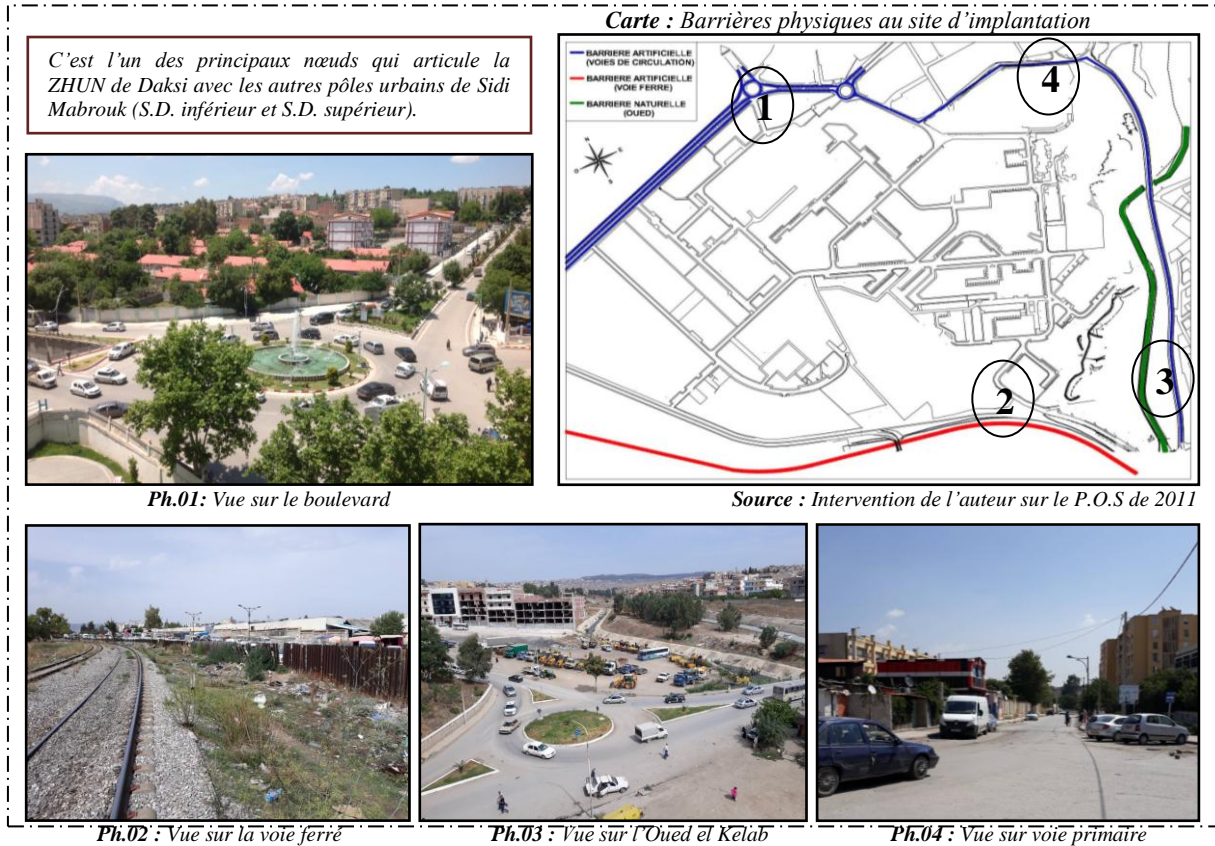 Carte : Barrières physiques au site d’implantation
C’est l’un des principaux nœuds qui articule la
ZHUN de Daksi avec les autres pôles urbains de Sidi
Mabrouk (S.D. inférieur et S.D. supérieur).
BARRIERE ARTIFICIELLE
(VOIES DE CIRCULATION)
BARRIERE ARTIFICIELLE
(VOIE FERRE)
BARRIERE NATURELLE
(OUED)
N
1
4
3
2
Ph.01: Vue sur le boulevard
Source : Intervention de l’auteur sur le P.O.S de 2011
Ph.02 : Vue sur la voie ferré
Ph.03 : Vue sur l’Oued el Kelab
Ph.04 : Vue sur voie primaire